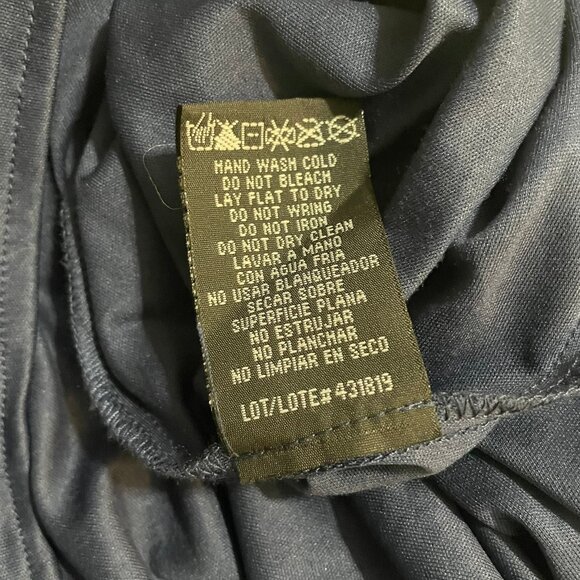 HAND WASH COLD
DO NOT BLEACH
LAY FLAT TO DRY
DO NOT WRING
DO NOT IRON
DO NOT DRY CLEAN
LAVAR A MANO
CON AGUA FRIA
NO USAR BLANQUEADOR
SECAR SOBRE
SUPERFICIE PLANA
NO ESTRUJAR
NO PLANCHAR
NO LIMPIAR EN SECO
LOT/LOTE# 431819